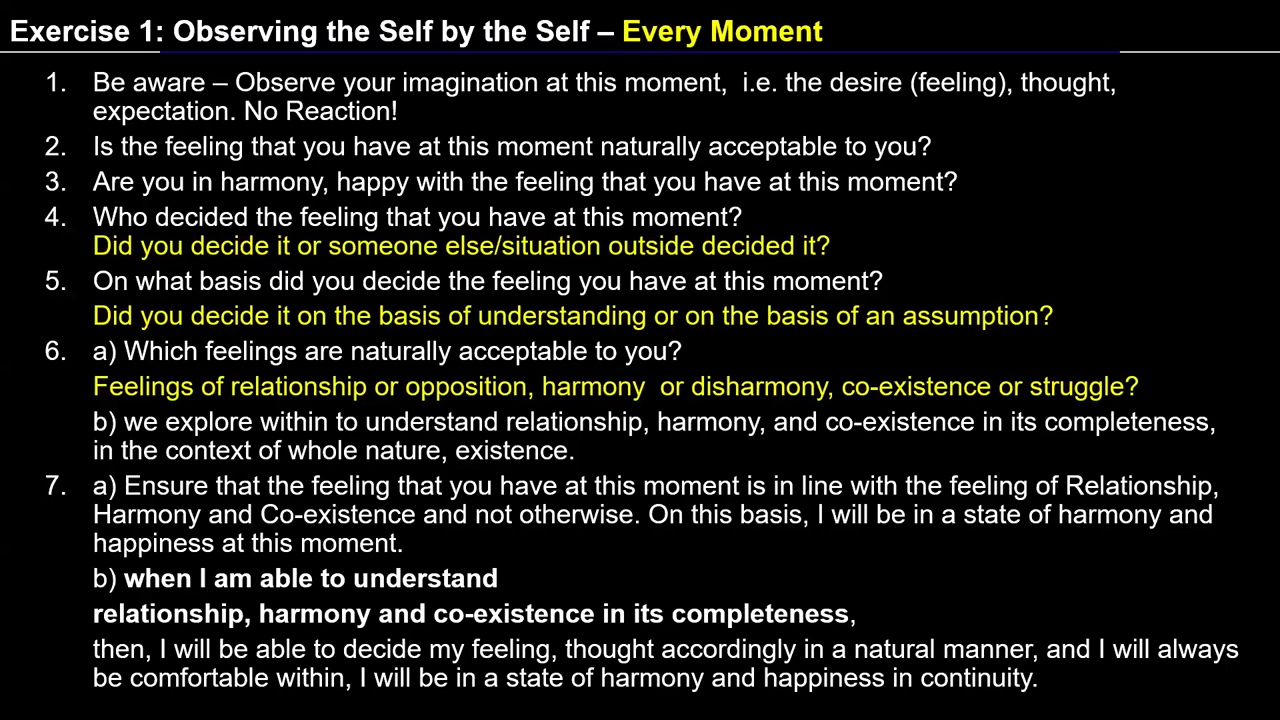 Exercise 1: Observing the Self by the Self – Every Moment
1. Be aware – Observe your imagination at this moment,  i.e. the desire (feeling), thought,
expectation. No Reaction!
2. Is the feeling that you have at this moment naturally acceptable to you?
3. Are you in harmony, happy with the feeling that you have at this moment?
4. Who decided the feeling that you have at this moment?
Did you decide it or someone else/situation outside decided it?
5. On what basis did you decide the feeling you have at this moment?
Did you decide it on the basis of understanding or on the basis of an assumption?
6. a) Which feelings are naturally acceptable to you?
Feelings of relationship or opposition, harmony  or disharmony, co-existence or struggle?
b) we explore within to understand relationship, harmony, and co-existence in its completeness,
in the context of whole nature, existence.
7. a) Ensure that the feeling that you have at this moment is in line with the feeling of Relationship,
Harmony and Co-existence and not otherwise. On this basis, I will be in a state of harmony and
happiness at this moment.
b) when I am able to understand
relationship, harmony and co-existence in its completeness,
then, I will be able to decide my feeling, thought accordingly in a natural manner, and I will always
be comfortable within, I will be in a state of harmony and happiness in continuity.